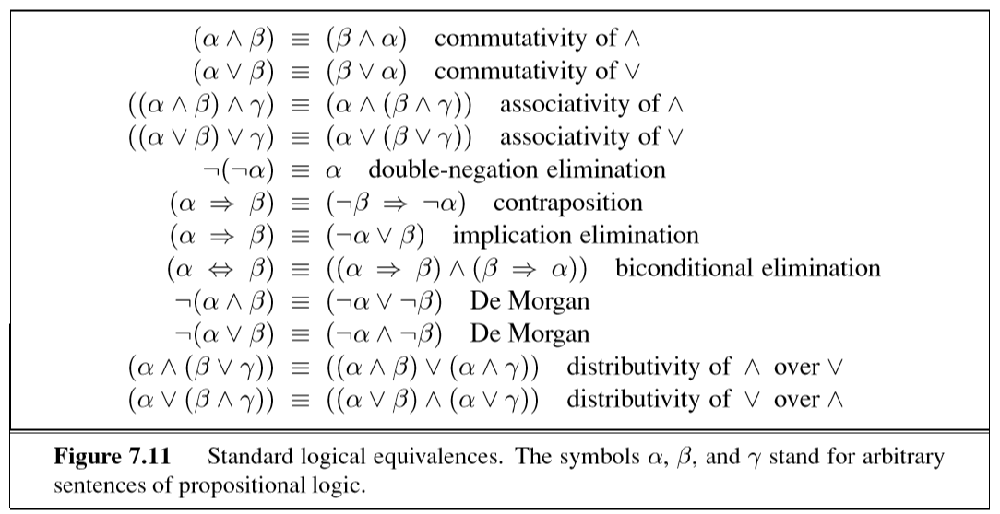 (α ∧ β) ≡ (β ∧ α) commutativity of ∧
(α ∨ β) ≡ (β ∨ α) commutativity of ∨
((α ∧ β) ∧ γ) ≡ (α ∧ (β ∧ γ)) associativity of ∧
((α ∨ β) ∨ γ) ≡ (α ∨ (β ∨ γ)) associativity of ∨
¬(¬α) ≡ α double-negation elimination
(α ⇒ β) ≡ (¬β ⇒ ¬α) contraposition
(α ⇒ β) ≡ (¬α ∨ β) implication elimination
(α ⇔ β) ≡ ((α ⇒ β) ∧ (β ⇒ α)) biconditional elimination
¬(α ∧ β) ≡ (¬α ∨ ¬β) De Morgan
¬(α ∨ β) ≡ (¬α ∧ ¬β) De Morgan
(α ∧ (β ∨ γ)) ≡ ((α ∧ β) ∨ (α ∧ γ)) distributivity of ∧ over ∨
(α ∨ (β ∧ γ)) ≡ ((α ∨ β) ∧ (α ∨ γ)) distributivity of ∨ over ∧
Figure 7.11 Standard logical equivalences. The symbols α, β, and γ stand for arbitrary
sentences of propositional logic.